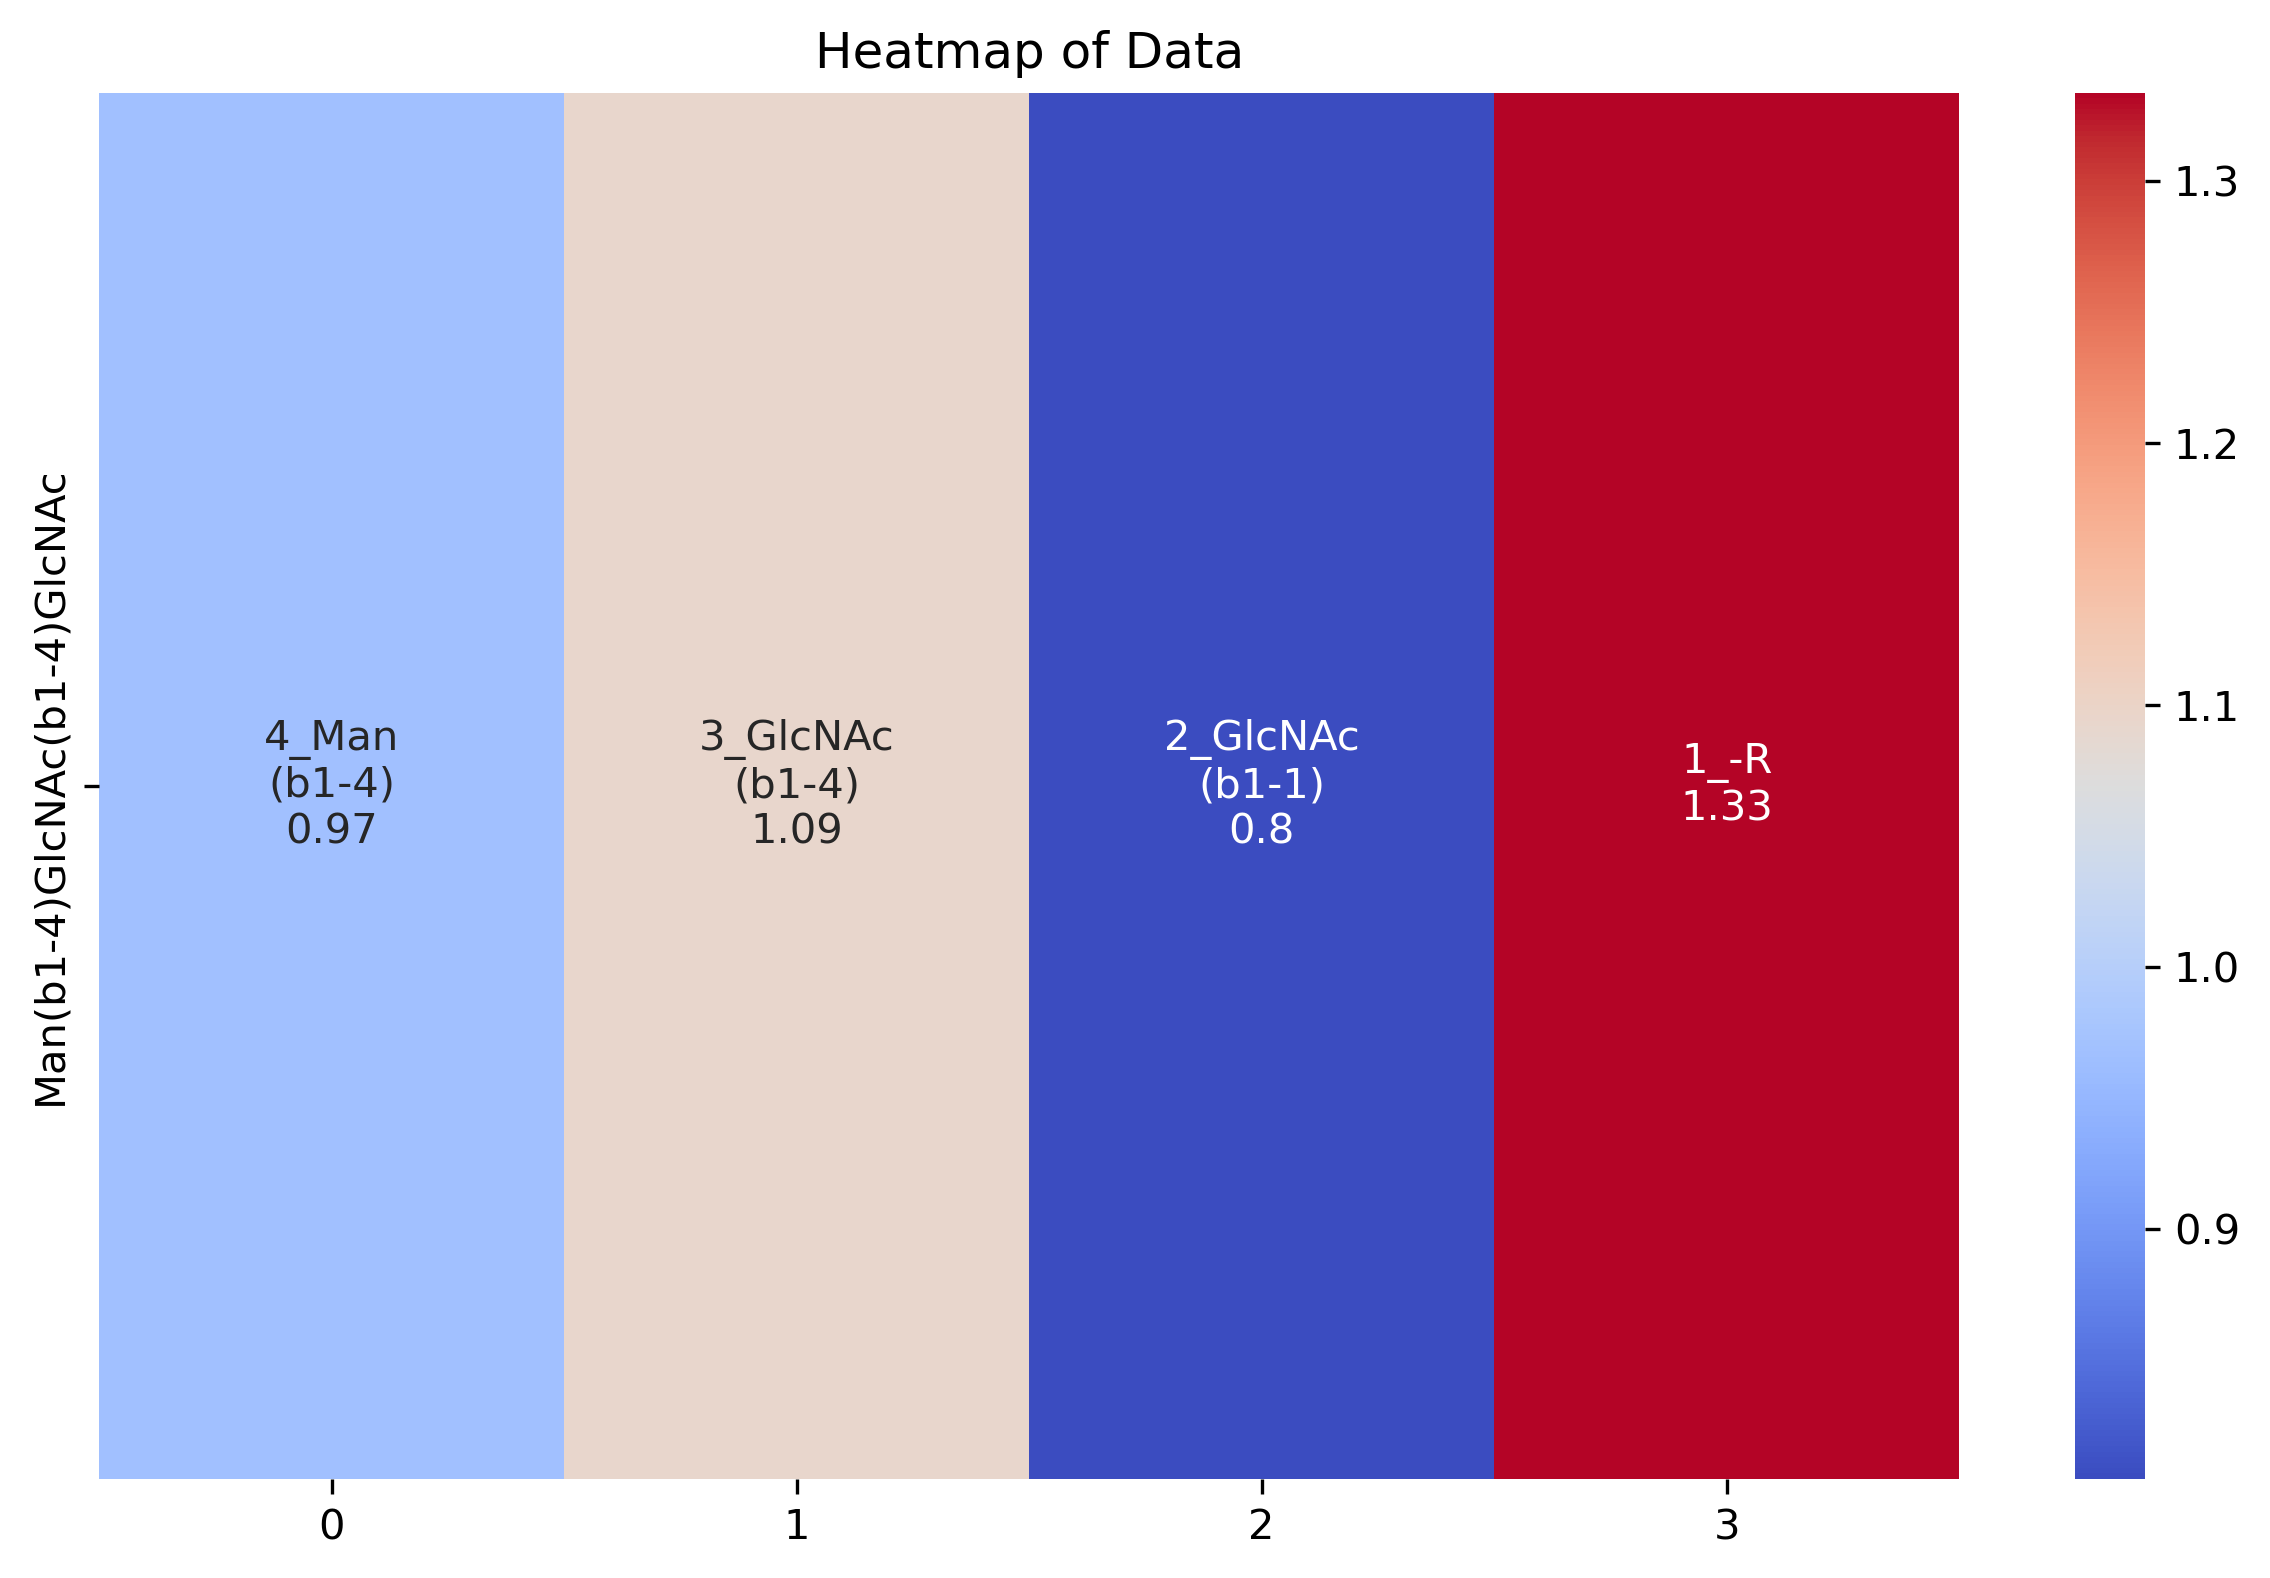 Heatmap of Data
Man(b1-4)GlcNAc(b1-4)GlcNAc
4_Man
(b1-4)
0.97
3_GlcNAc
(b1-4)
1.09
2_GlcNAc
(b1-1)
0.8
1_-R
1.33
0
1
2
3
1.3
1.2
1.1
1.0
0.9